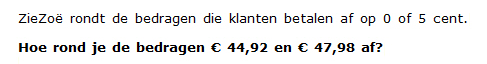 ZieZoë rondt de bedragen die klanten betalen af op 0 of 5 cent.
Hoe rond je de bedragen € 44,92 en € 47,98 af?